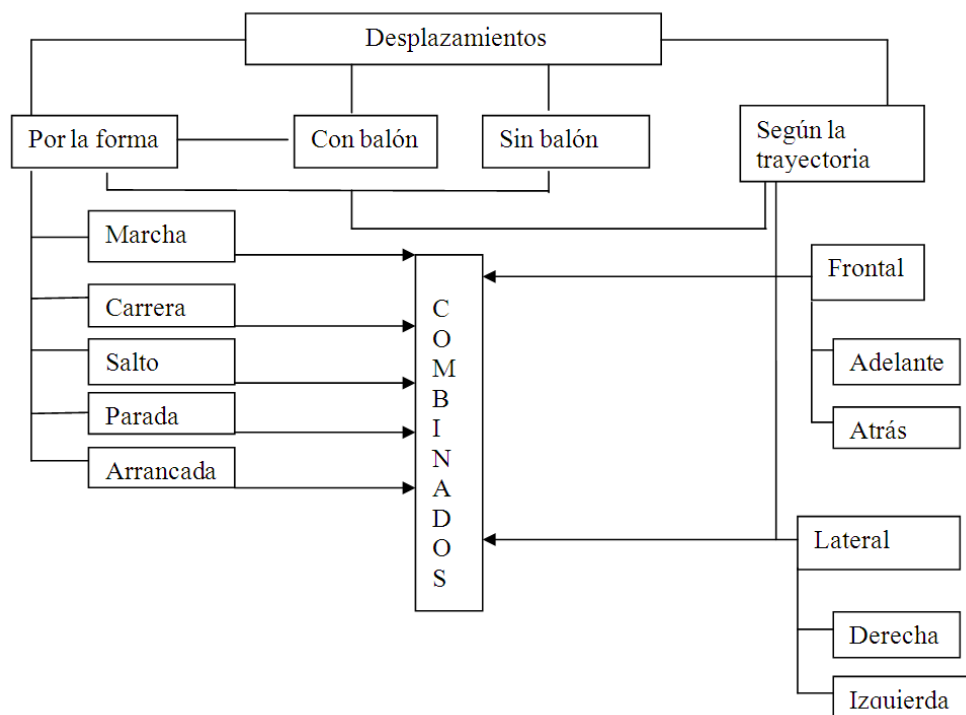 Desplazamientos
Por la forma
Con balón
Sin balón
Según la
trayectoria
Marcha
Carrera
Salto
Parada
Arrancada
C
O
M
B
I
N
A
D
O
S
Frontal
Adelante
Atrás
Lateral
Derecha
Izquierda